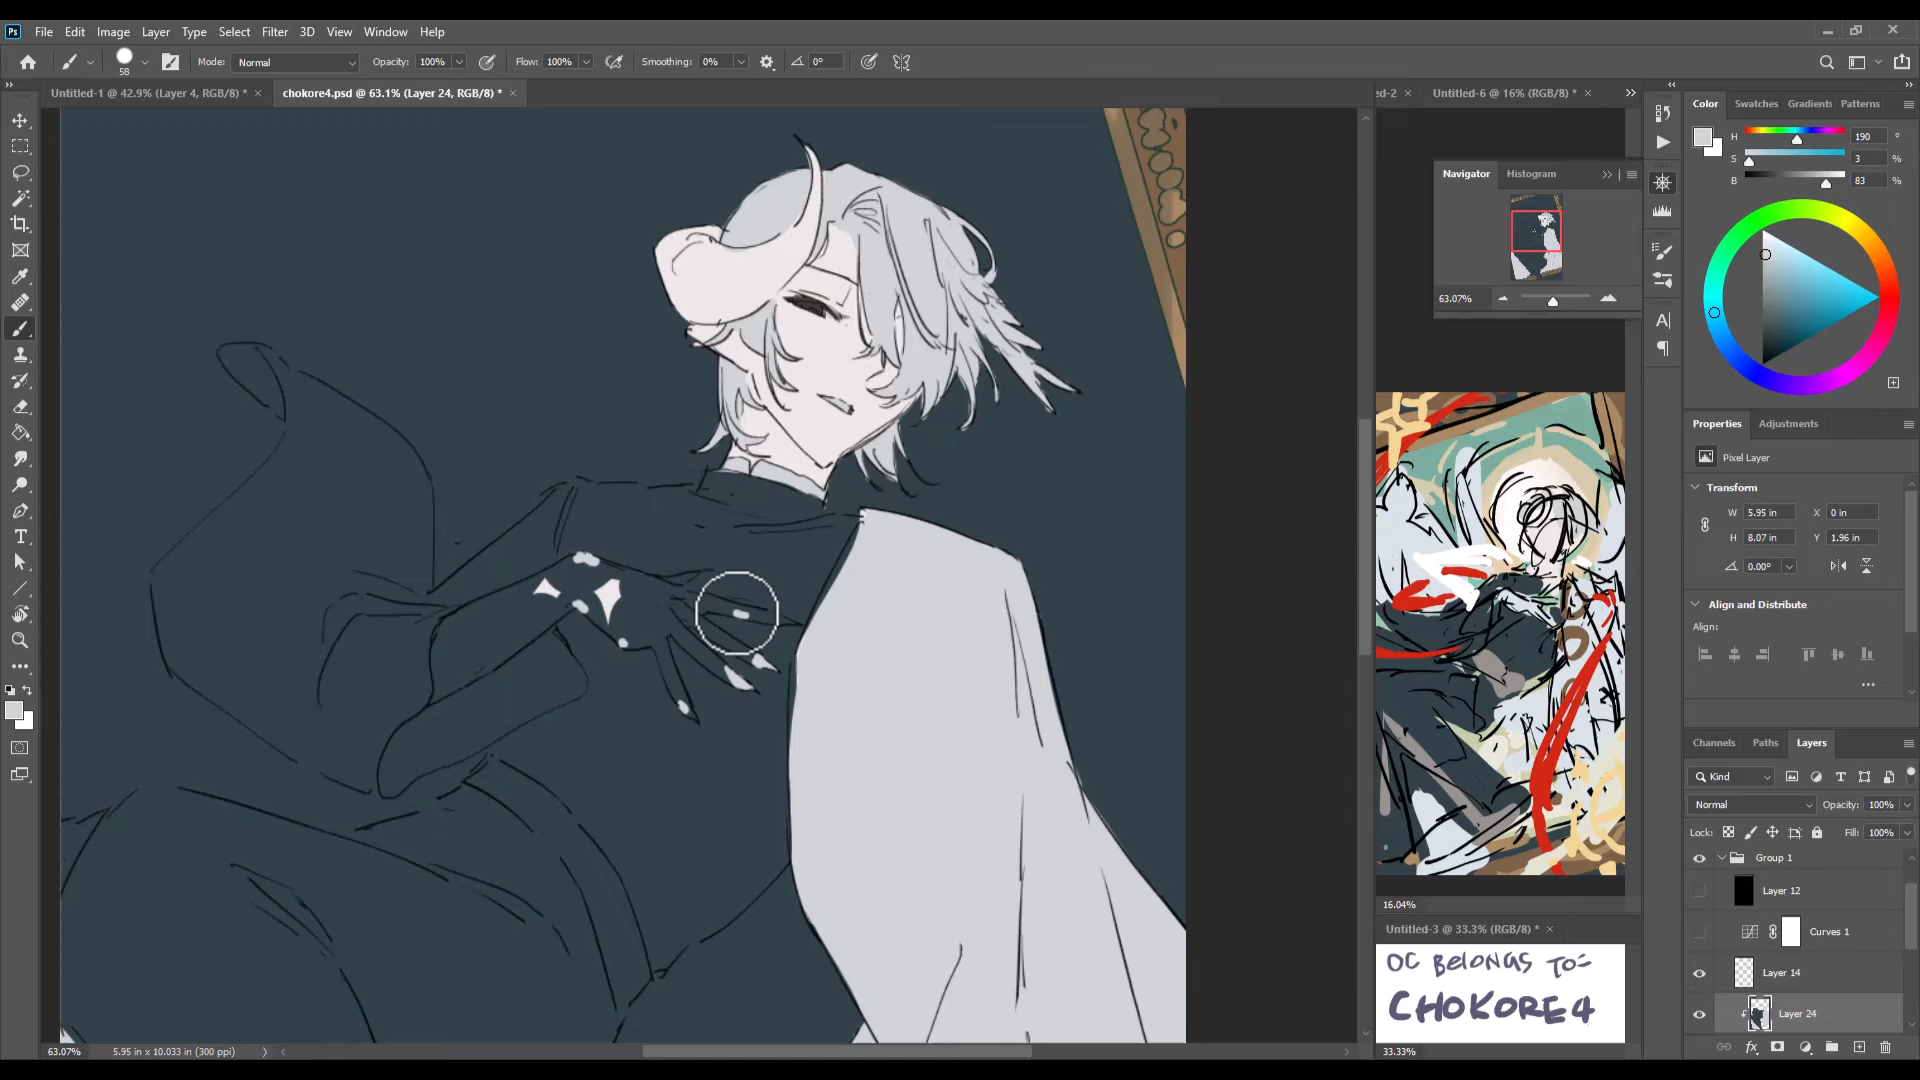 Ps File Edit Image Layer Type Select Filter 3D View Window Help
58 Mode: Normal Opacity: 100% Flow: 100% Smoothing: 0% 0°
Untitled-1 @ 42.9% (Layer 4, RGB/8) * chokore4.psd @ 63.1% (Layer 24, RGB/8) * ed-2 Untitled-6 @ 16% (RGB/8) *
Navigator Histogram
63.07%
Color Swatches Gradients Patterns
H 190 °
S 3 %
B 83 %
Properties Adjustments
Pixel Layer
Transform
W 5.95 in X 0 in
H 8.07 in Y 1.96 in
0.00°
Align and Distribute
Align:
Channels Paths Layers
Kind
Normal Opacity: 100%
Lock: Fill: 100%
Group 1
Layer 12
Curves 1
Layer 14
Layer 24
16.04%
Untitled-3 @ 33.3% (RGB/8) *
OC BELONGS TO=
CHOKORE4
33.33%
63.07% 5.95 in x 10.033 in (300 ppi)